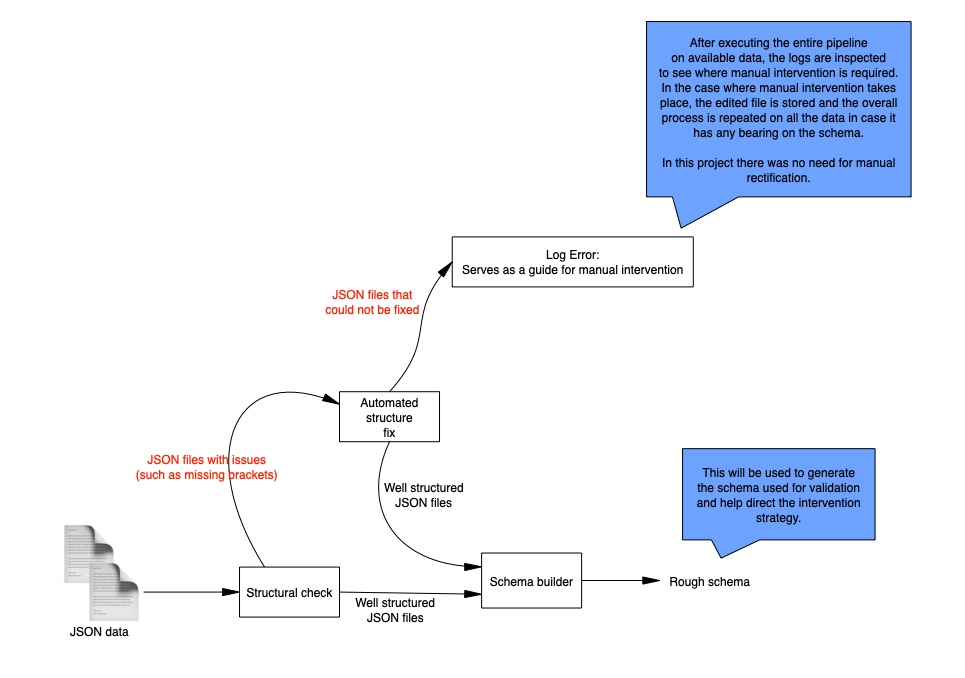 After executing the entire pipeline
on available data, the logs are inspected
to see where manual intervention is required.
In the case where manual intervention takes
place, the edited file is stored and the overall
process is repeated on all the data in case it
has any bearing on the schema.
In this project there was no need for manual
rectification.
Log Error:
Serves as a guide for manual intervention
JSON files that
could not be fixed
Automated
structure
fix
JSON files with issues
(such as missing brackets)
Well structured
JSON files
This will be used to generate
the schema used for validation
and help direct the intervention
strategy.
JSON data
Structural check
Well structured
JSON files
Schema builder
Rough schema